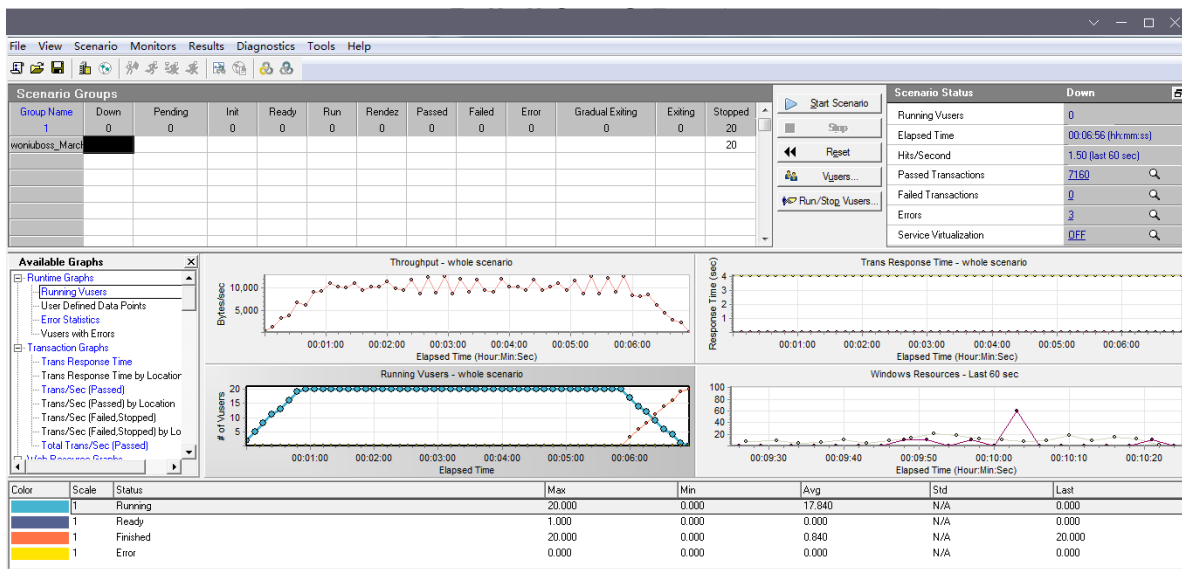 File View Scenario Monitors Results Diagnostics Tools Help
Scenario Groups
Group Name Down Pending Init Ready Run Rendez Passed Failed Error Gradual Exiting Exiting Stopped
1 0 0 0 0 0 0 0 0 0 0 0 20
woniuboss_March 20
Start Scenario
Stop
Reset
Vusers...
Run/Stop Vusers...
Scenario Status Down
Running Vusers 0
Elapsed Time 00:06:56 (hh:mm:ss)
Hits/Second 1.50 (last 60 sec)
Passed Transactions 7160
Failed Transactions 0
Errors 3
Service Virtualization OFF
Available Graphs
Runtime Graphs
Running Vusers
User Defined Data Points
Error Statistics
Vusers with Errors
Transaction Graphs
Trans Response Time
Trans Response Time by Location
Trans/Sec (Passed)
Trans/Sec (Passed) by Location
Trans/Sec (Failed,Stopped)
Trans/Sec (Failed,Stopped) by Lo
Total Trans/Sec (Passed)
Web Resource Graphs
Throughput - whole scenario
Bytes/sec
10,000
5,000
00:01:00 00:02:00 00:03:00 00:04:00 00:05:00 00:06:00
Elapsed Time (Hour:Min:Sec)
Trans Response Time - whole scenario
Response Time (sec)
4
3
2
1
00:01:00 00:02:00 00:03:00 00:04:00 00:05:00 00:06:00
Elapsed Time (Hour:Min:Sec)
Running Vusers - whole scenario
# of Vusers
20
15
10
5
00:01:00 00:02:00 00:03:00 00:04:00 00:05:00 00:06:00
Elapsed Time
Windows Resources - Last 60 sec
100
80
60
40
20
00:09:30 00:09:40 00:09:50 00:10:00 00:10:10 00:10:20
Elapsed Time (Hour:Min:Sec)
Color Scale Status Max Min Avg Std Last
1 Running 20.000 0.000 17.840 N/A 0.000
1 Ready 1.000 0.000 0.000 N/A 0.000
1 Finished 20.000 0.000 0.840 N/A 20.000
1 Error 0.000 0.000 0.000 N/A 0.000